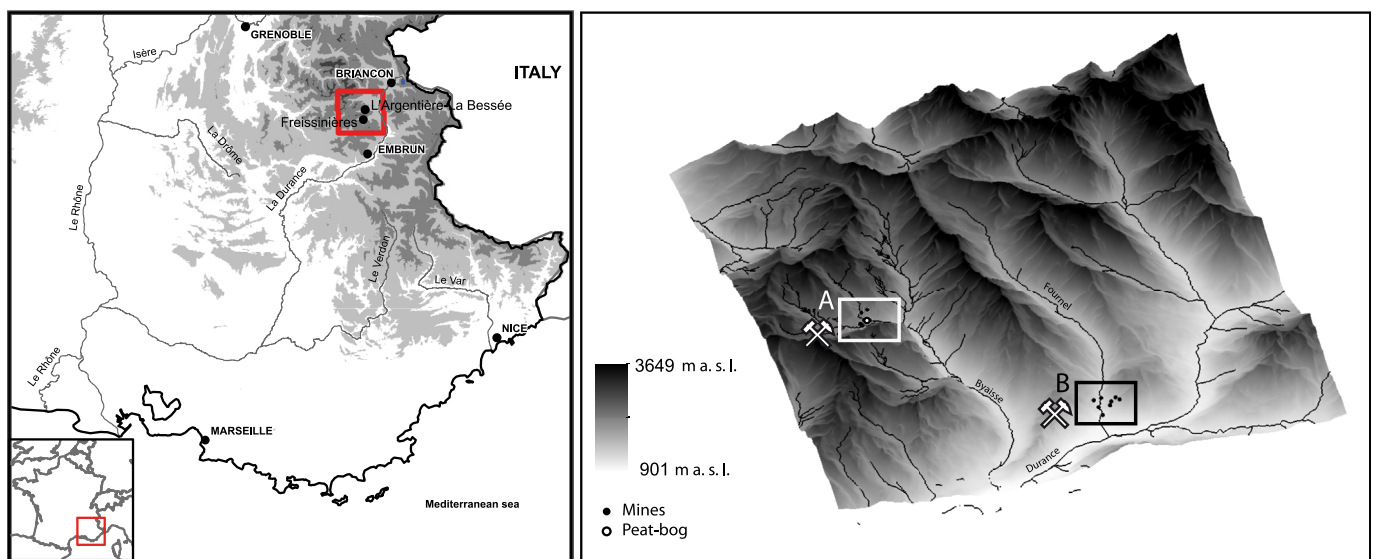 GRENOBLE
Isère
ITALY
BRIANCON
L'Argentière-La Bessée
Freissinières
La Drôme
EMBRUN
La Durance
Le Rhône
Le Verdon
Le Var
NICE
Le Rhône
MARSEILLE
Mediterranean sea
A
Fournel
3649 m a. s. l.
Byaisse
B
901 m a. s. l.
Durance
Mines
Peat-bog